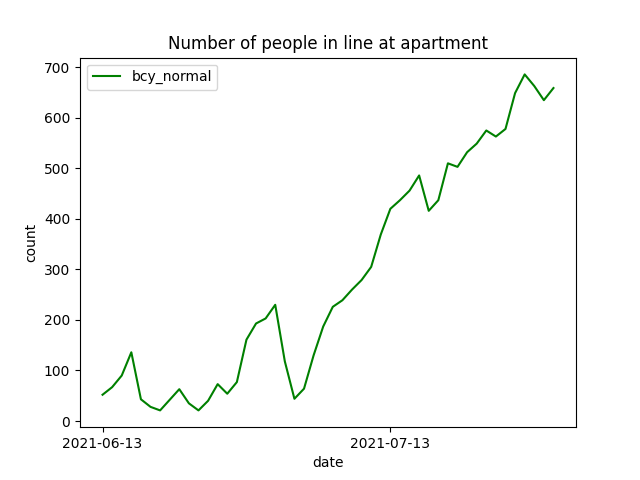 Number of people in line at apartment
bcy_normal
700
600
500
400
300
200
100
0
count
2021-06-13
2021-07-13
date